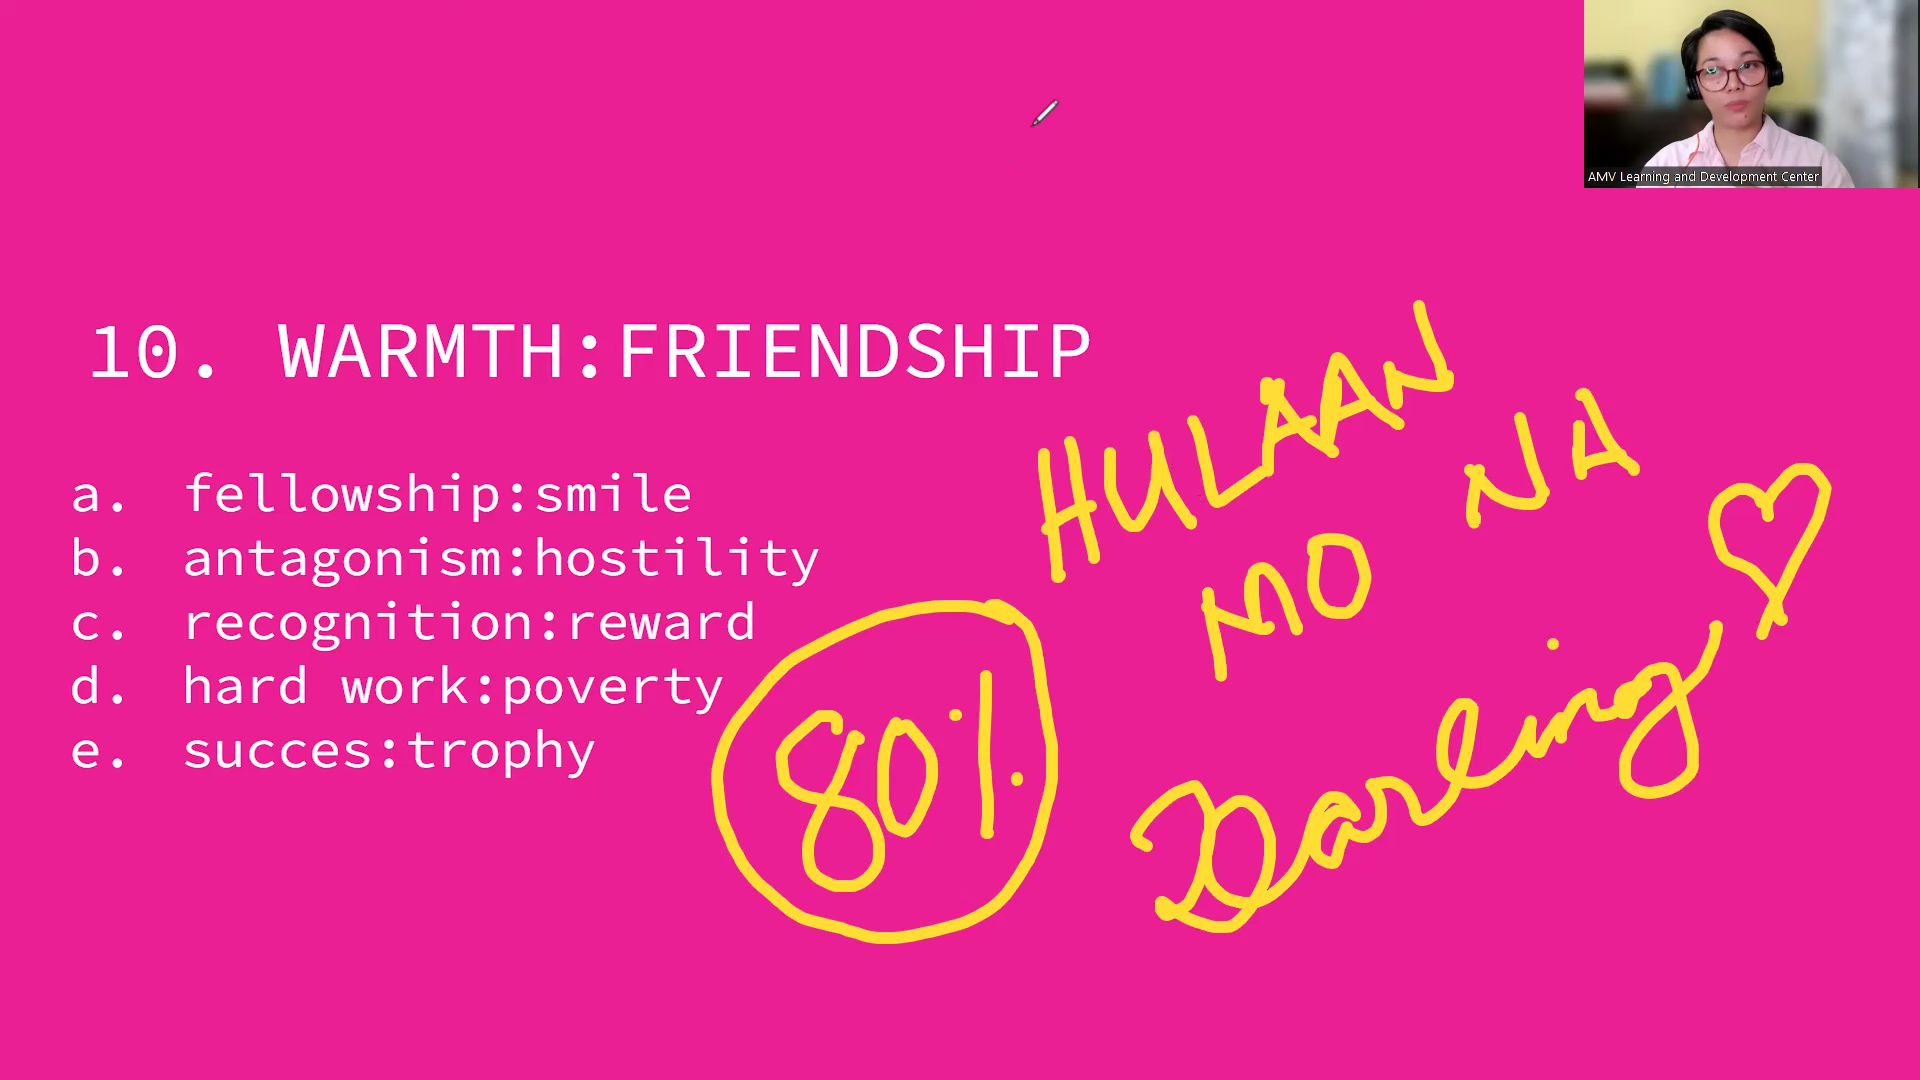 AMV Learning and Development Center
10. WARMTH:FRIENDSHIP
a. fellowship:smile
b. antagonism:hostility
c. recognition:reward
d. hard work:poverty
e. succes:trophy
80%
HULAAN
MO NA
Darling